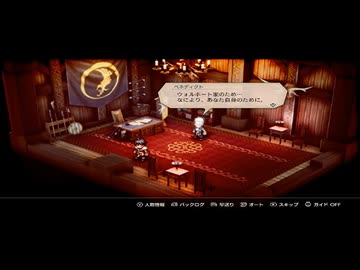 ベネディクト
ウォルホート家のため…
なにより、あなた自身のために。
人物情報 バックログ 早送り オート スキップ ガイド OFF